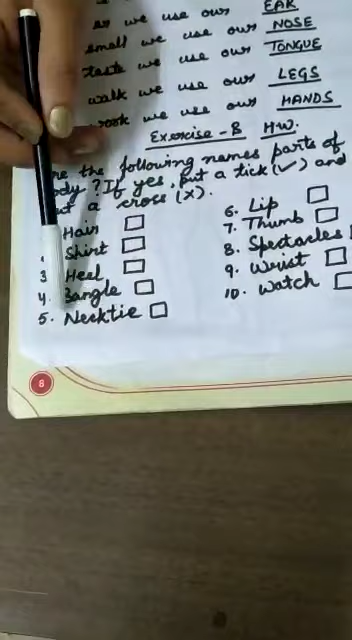 we use our EAR
smell we use our NOSE
taste we use our TONGUE
walk we use our LEGS
work we use our HANDS
Exercise - B H.W.
the following names parts of
body? If yes, put a tick (✓) and
a cross (X).
Hair
Shirt
3 Heel
4. Bangle
5. Necktie
6. Lip
7. Thumb
8. Spectacles
9. Wrist
10. Watch
8